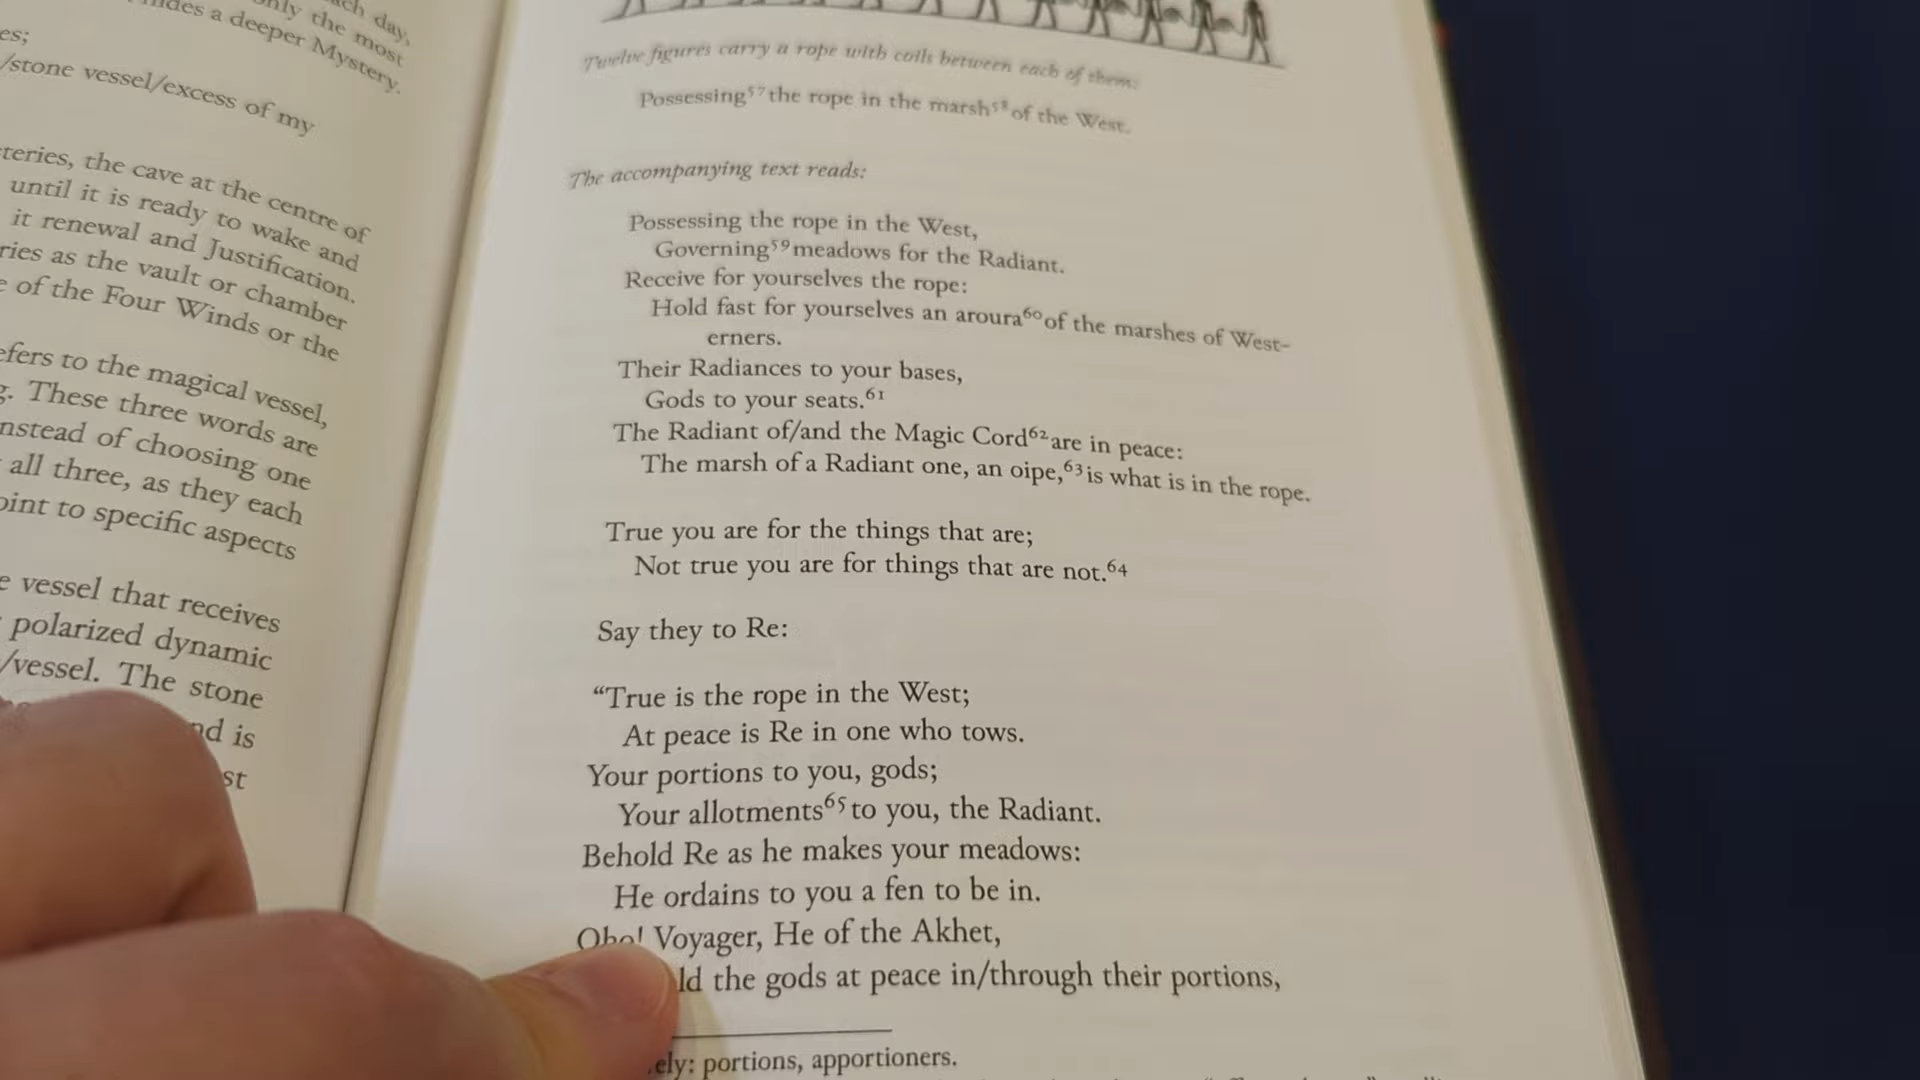 ach day,
only the most
ides a deeper Mystery.
es;
/stone vessel/excess of my
teries, the cave at the centre of
until it is ready to wake and
it renewal and Justification.
ries as the vault or chamber
e of the Four Winds or the
efers to the magical vessel,
g. These three words are
nstead of choosing one
all three, as they each
oint to specific aspects
e vessel that receives
polarized dynamic
/vessel. The stone
nd is
st
Twelve figures carry a rope with coils between each of them:
Possessing⁵⁷ the rope in the marsh⁵⁸ of the West.
The accompanying text reads:
Possessing the rope in the West,
Governing⁵⁹ meadows for the Radiant.
Receive for yourselves the rope:
Hold fast for yourselves an aroura⁶⁰ of the marshes of West-
erners.
Their Radiances to your bases,
Gods to your seats.⁶¹
The Radiant of/and the Magic Cord⁶² are in peace:
The marsh of a Radiant one, an oipe,⁶³ is what is in the rope.
True you are for the things that are;
Not true you are for things that are not.⁶⁴
Say they to Re:
“True is the rope in the West;
At peace is Re in one who tows.
Your portions to you, gods;
Your allotments⁶⁵ to you, the Radiant.
Behold Re as he makes your meadows:
He ordains to you a fen to be in.
Oho! Voyager, He of the Akhet,
ld the gods at peace in/through their portions,
ely: portions, apportioners.